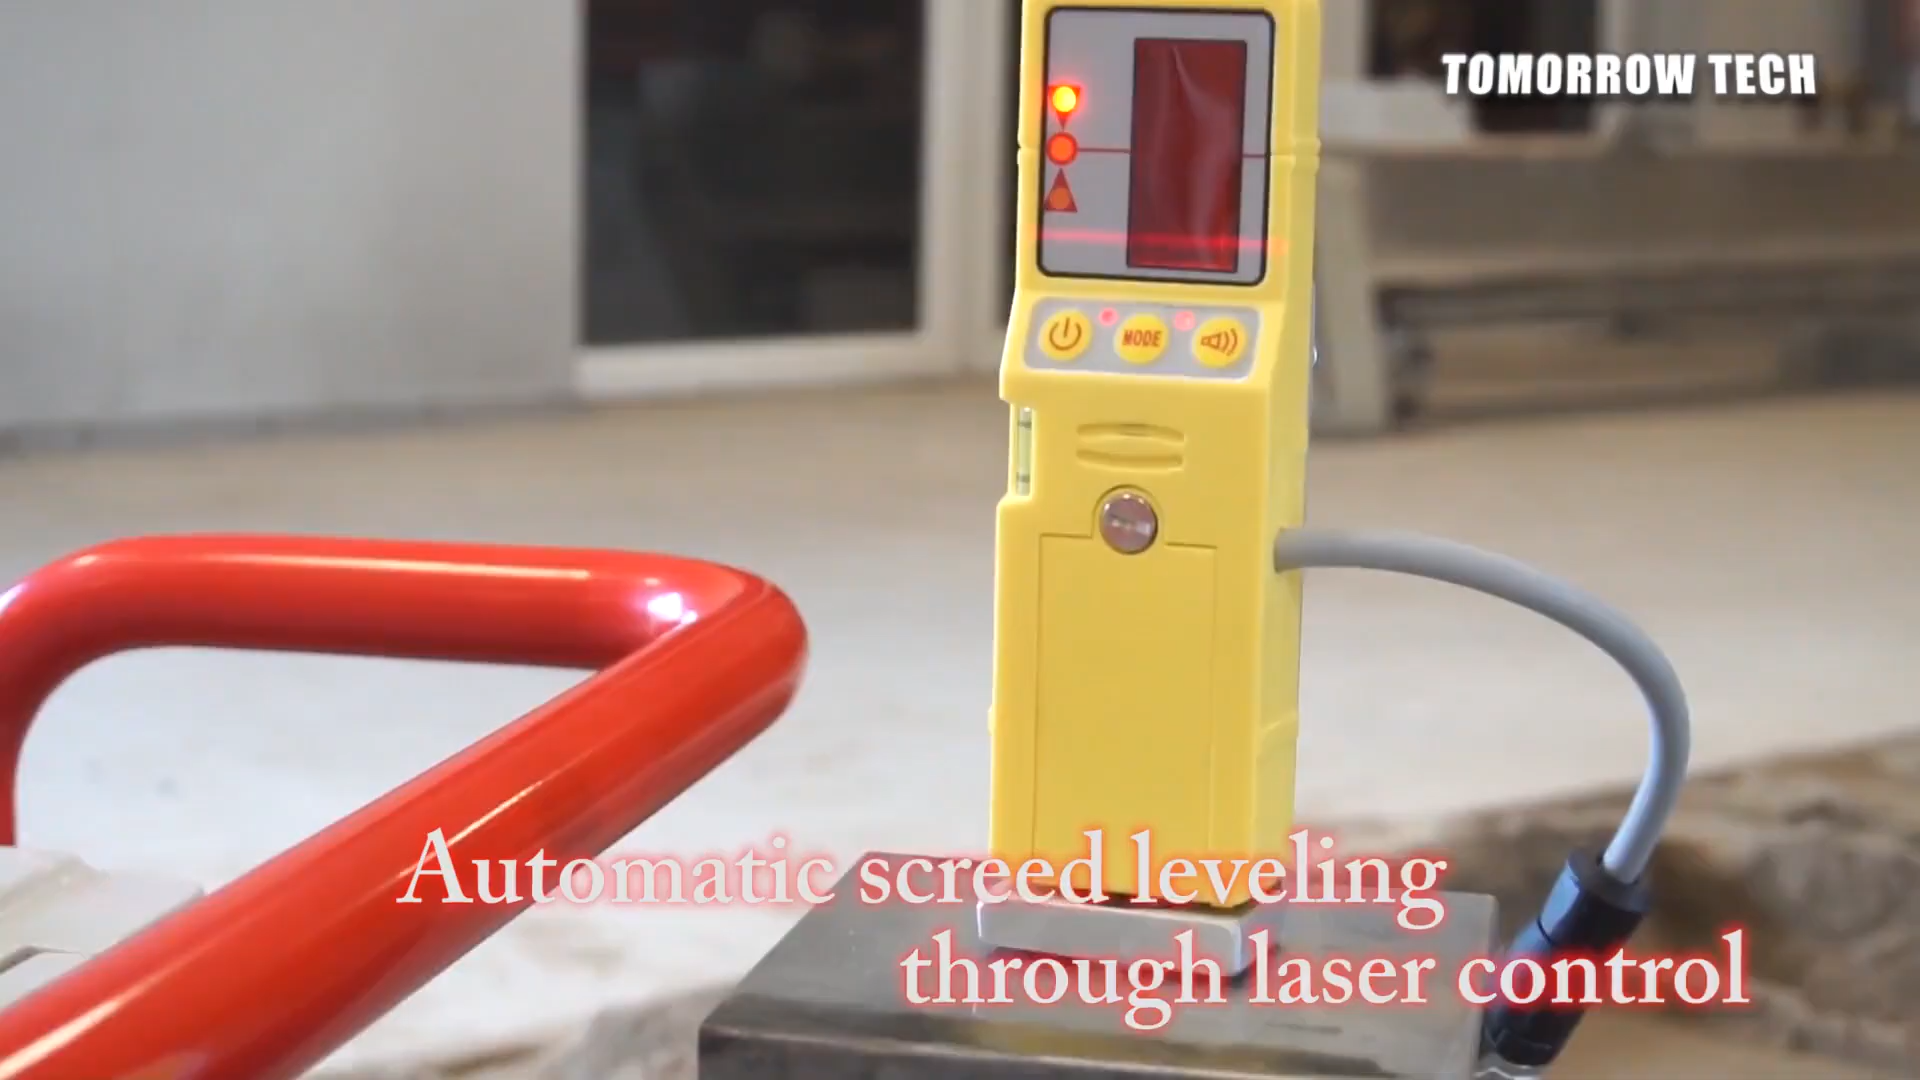 TOMORROW TECH
MODE
Automatic screed leveling
through laser control